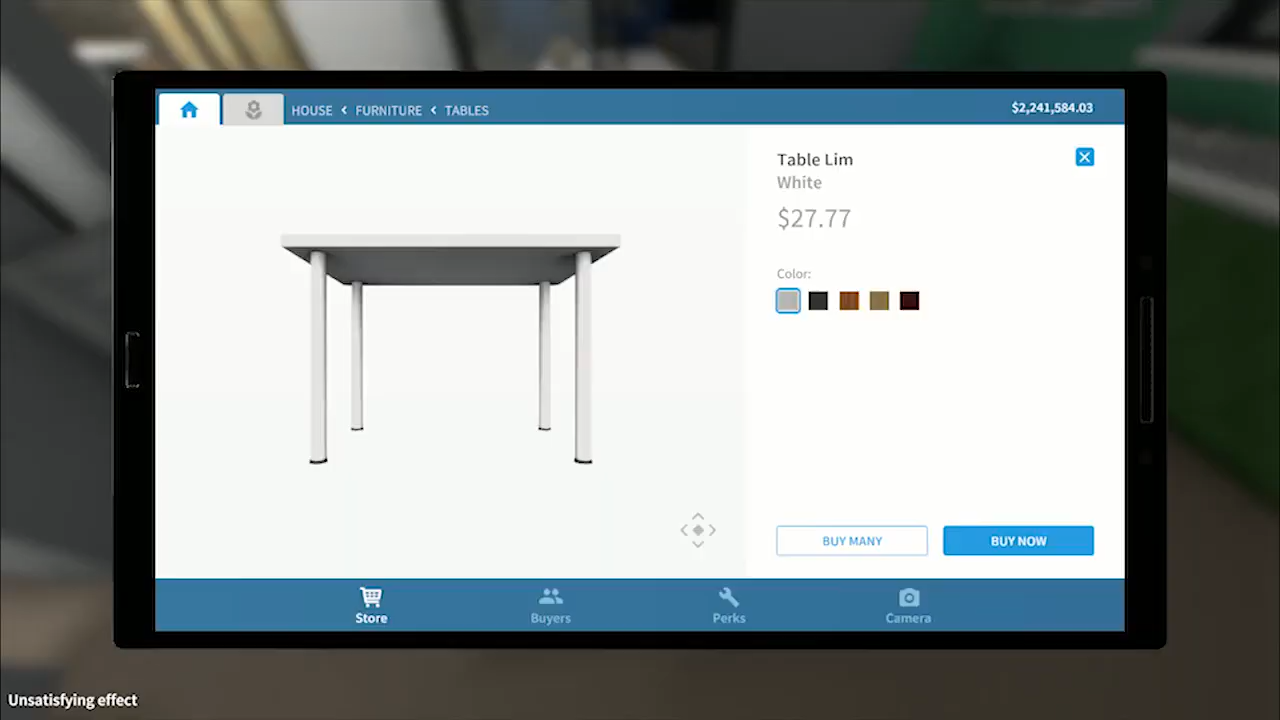 HOUSE < FURNITURE < TABLES
$2,241,584.03
Table Lim
White
$27.77
Color:
BUY MANY
BUY NOW
Store
Buyers
Perks
Camera
Unsatisfying effect